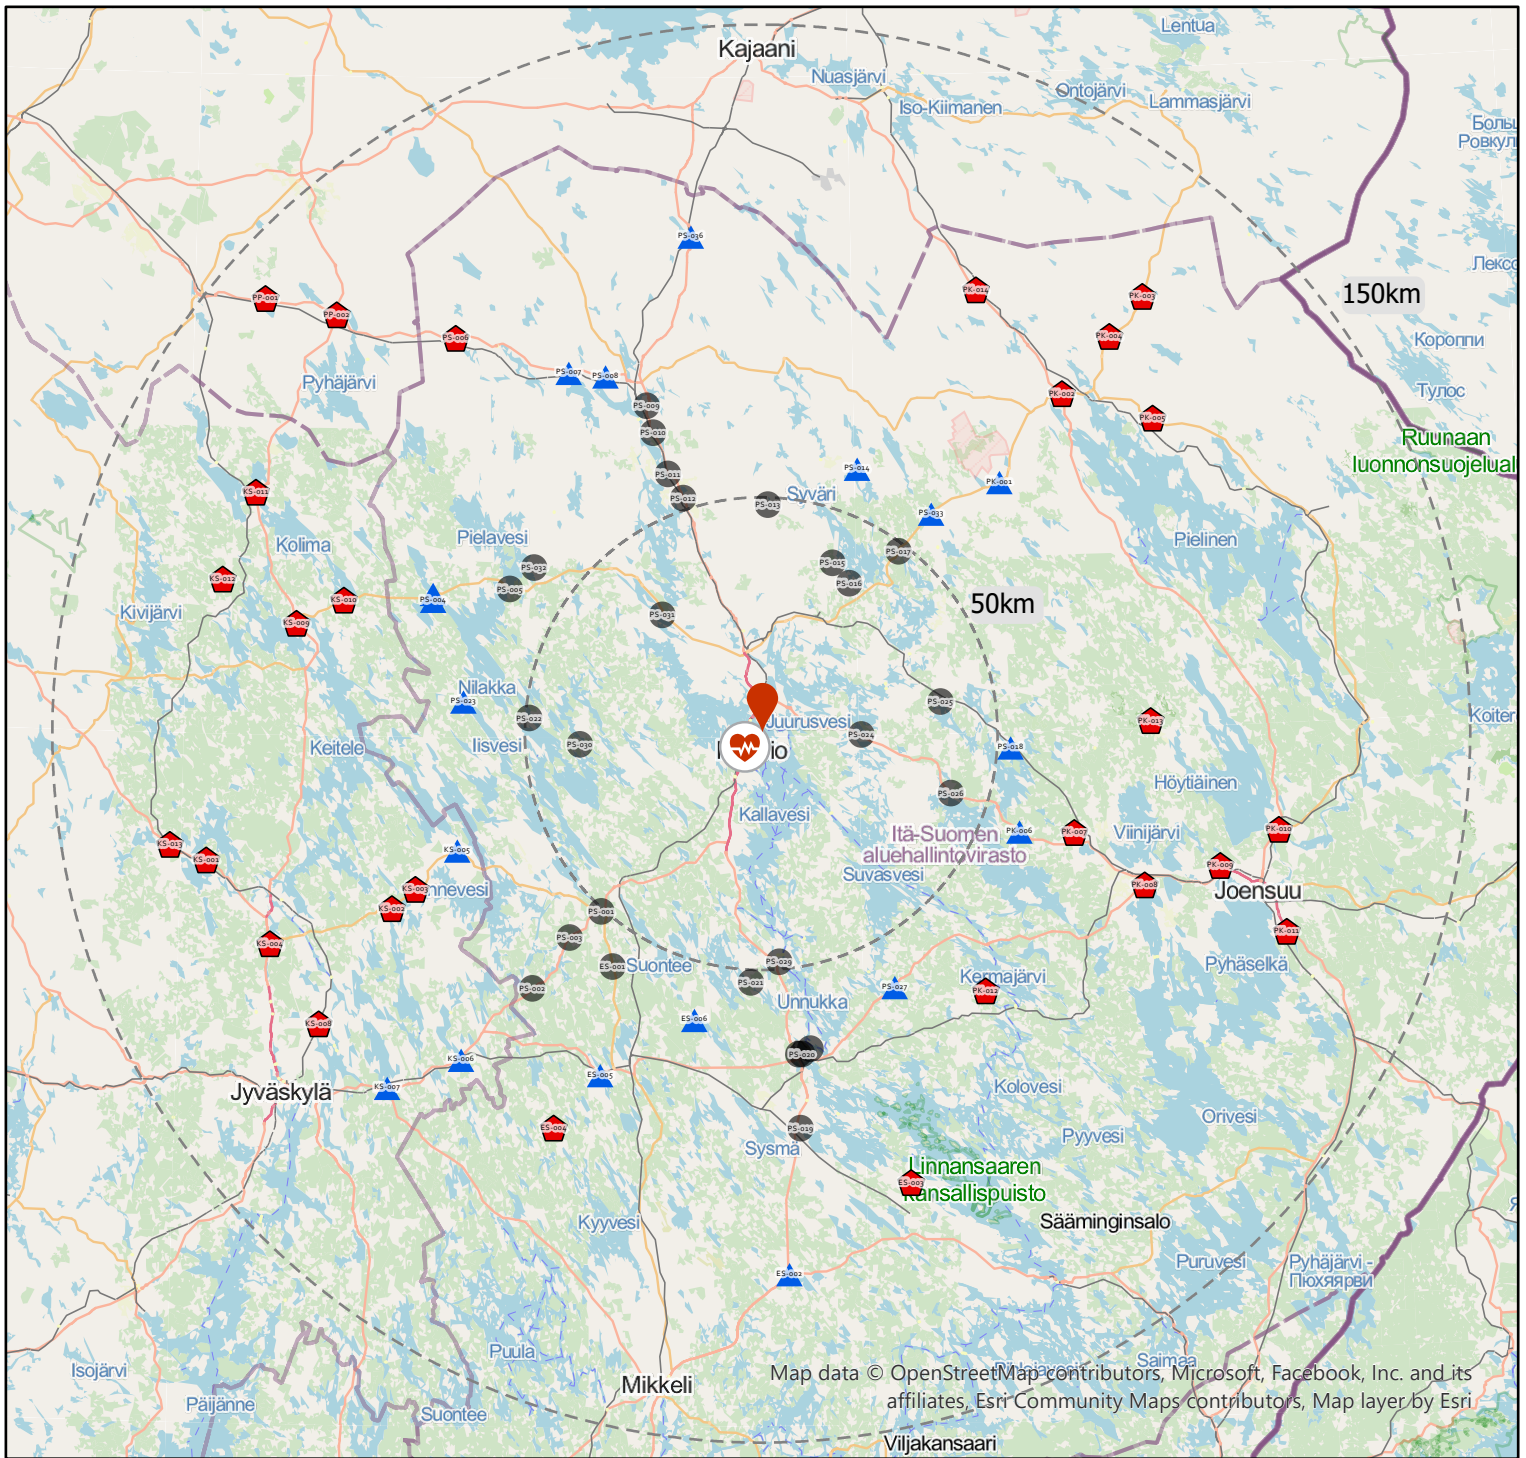 Lentua
Kajaani
Nuasjärvi
Ontojärvi
Iso-Kiimanen
Lammasjärvi
Ровкул
PS-036
Лексо
PK-014
PK-003
150km
PP-001
PP-002
PS-006
PK-004
Короппи
PS-007
PS-008
Pyhäjärvi
PK-002
Тулос
PS-009
PK-005
PS-010
Ruunaan
luonnonsuojelual
PS-011
PS-014
PK-001
KS-011
PS-012
Syväri
PS-013
PS-033
Pielavesi
Pielinen
Kolima
PS-017
PS-032
PS-015
KS-012
PS-016
PS-005
KS-010
PS-004
50km
Kivijärvi
PS-031
KS-009
Nilakka
PS-023
PS-025
Koiter
PS-022
Juurusvesi
PK-013
PS-024
Iisvesi
PS-030
Keitele
io
PS-018
Höytiäinen
PS-026
Kallavesi
PK-006
PK-007
Viinijärvi
PK-010
Itä-Suomen
aluehallintovirasto
KS-013
KS-005
KS-001
PK-009
Suvasvesi
PK-008
KS-003
nnevesi
Joensuu
KS-002
PS-001
PK-011
PS-003
KS-004
ES-001
Suontee
PS-029
Pyhäselkä
Kermajärvi
PS-021
PS-002
PS-027
PK-012
Unnukka
KS-008
ES-006
PS-020
KS-006
ES-005
KS-007
Kolovesi
Jyväskylä
Orivesi
ES-004
PS-019
Pyyvesi
Sysmä
Linnansaaren
kansallispuisto
ES-003
Kyyvesi
Sääminginsalo
Puruvesi
Pyhäjärvi -
Пюхяярви
ES-002
Puula
Isojärvi
Saimaa
Map data © OpenStreetMap contributors, Microsoft, Facebook, Inc. and its
affiliates, Esri Community Maps contributors, Map layer by Esri
Mikkeli
Päijänne
Suontee
Viljakansaari